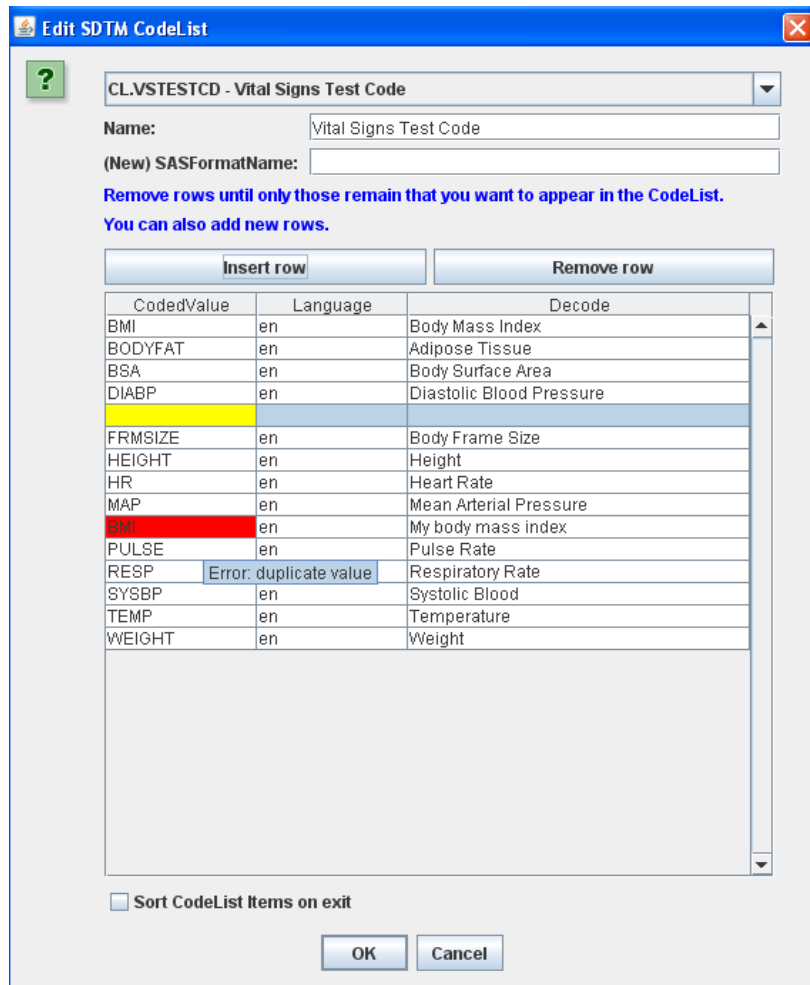 Edit SDTM CodeList
?
CL.VSTESTCD - Vital Signs Test Code
Name: Vital Signs Test Code
(New) SASFormatName:
Remove rows until only those remain that you want to appear in the CodeList.
You can also add new rows.
Insert row Remove row
CodedValue Language Decode
BMI en Body Mass Index
BODYFAT en Adipose Tissue
BSA en Body Surface Area
DIABP en Diastolic Blood Pressure
FRMSIZE en Body Frame Size
HEIGHT en Height
HR en Heart Rate
MAP en Mean Arterial Pressure
BMI en My body mass index
PULSE en Pulse Rate
RESP Error: duplicate value Respiratory Rate
SYSBP en Systolic Blood
TEMP en Temperature
WEIGHT en Weight
Sort CodeList Items on exit
OK Cancel